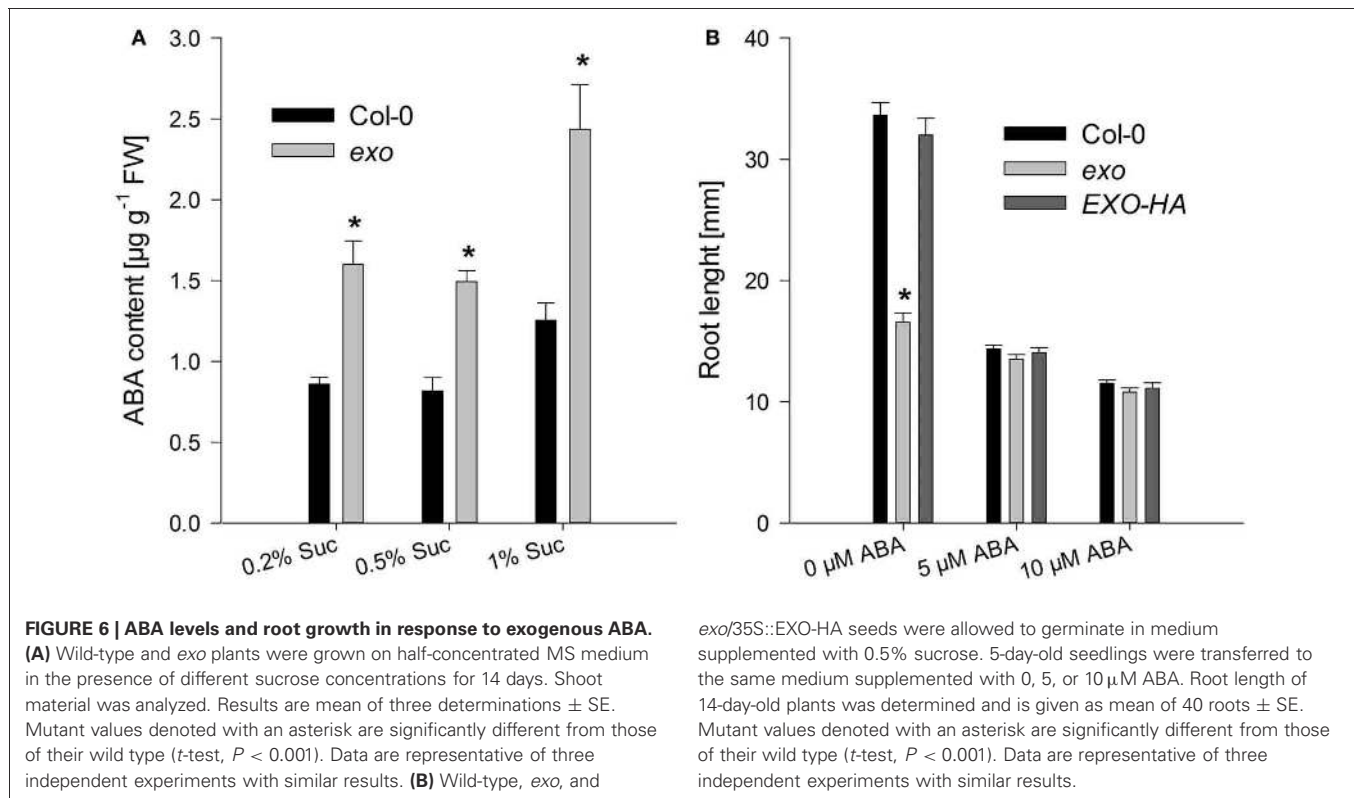 A
3.0
2.5
2.0
1.5
1.0
0.5
0.0
ABA content [µg g⁻¹ FW]
Col-0
exo
*
*
*
0.2% Suc
0.5% Suc
1% Suc
B
40
30
20
10
0
Root lenght [mm]
Col-0
exo
EXO-HA
*
0 µM ABA
5 µM ABA
10 µM ABA
FIGURE 6 | ABA levels and root growth in response to exogenous ABA.
(A) Wild-type and exo plants were grown on half-concentrated MS medium
in the presence of different sucrose concentrations for 14 days. Shoot
material was analyzed. Results are mean of three determinations ± SE.
Mutant values denoted with an asterisk are significantly different from those
of their wild type (t-test, P < 0.001). Data are representative of three
independent experiments with similar results. (B) Wild-type, exo, and
exo/35S::EXO-HA seeds were allowed to germinate in medium
supplemented with 0.5% sucrose. 5-day-old seedlings were transferred to
the same medium supplemented with 0, 5, or 10 µM ABA. Root length of
14-day-old plants was determined and is given as mean of 40 roots ± SE.
Mutant values denoted with an asterisk are significantly different from those
of their wild type (t-test, P < 0.001). Data are representative of three
independent experiments with similar results.